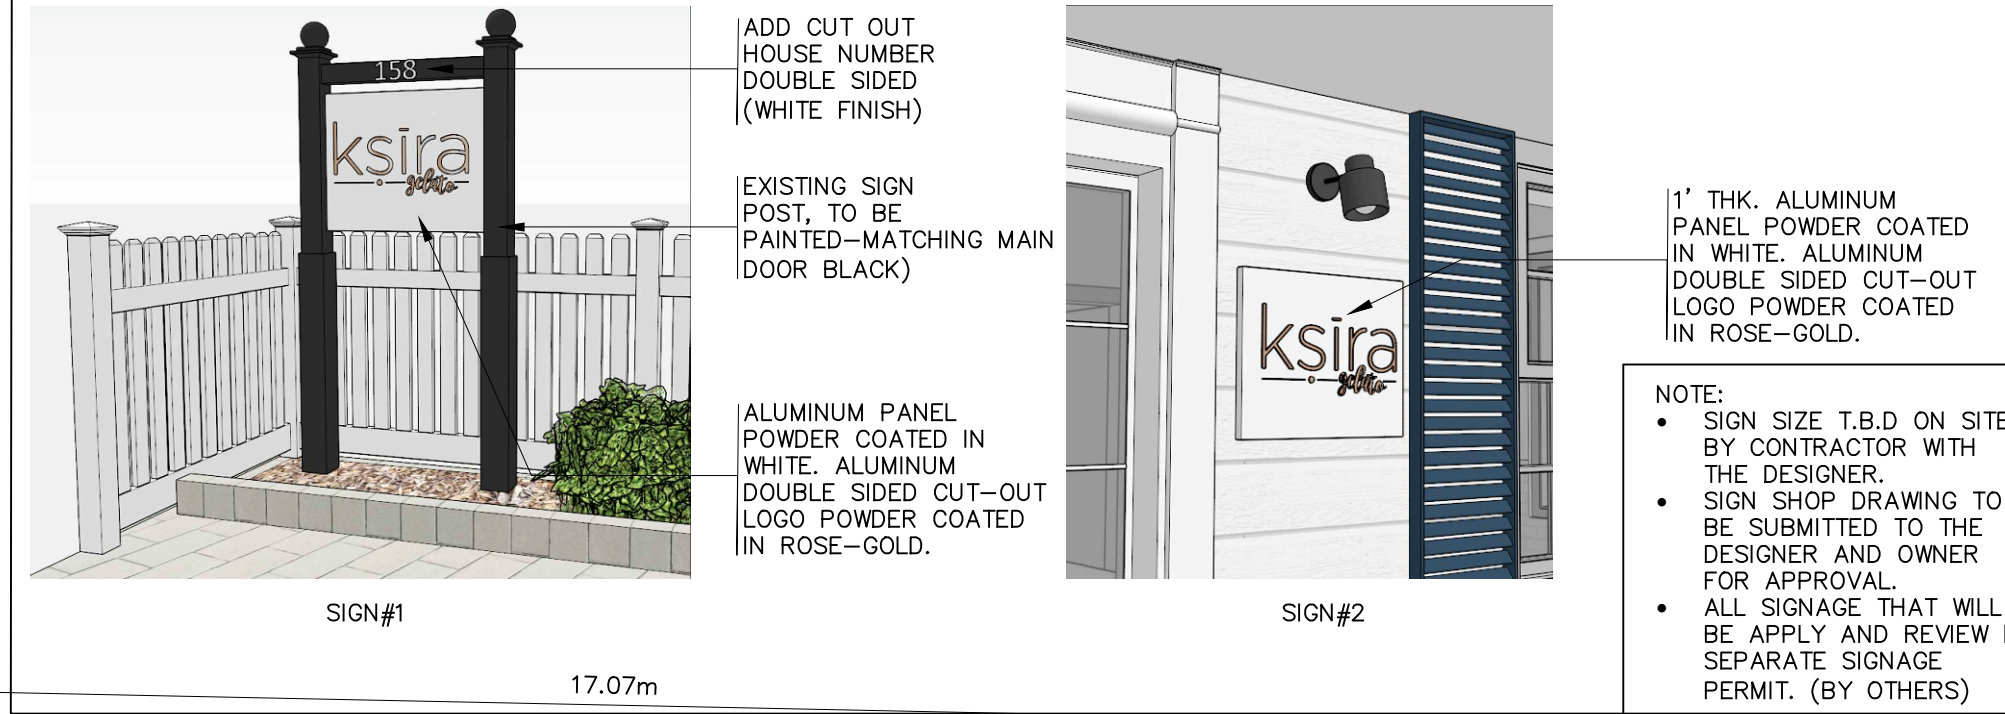 158
kṣīra
gelato
ADD CUT OUT
HOUSE NUMBER
DOUBLE SIDED
(WHITE FINISH)
EXISTING SIGN
POST, TO BE
PAINTED-MATCHING MAIN
DOOR BLACK)
ALUMINUM PANEL
POWDER COATED IN
WHITE. ALUMINUM
DOUBLE SIDED CUT-OUT
LOGO POWDER COATED
IN ROSE-GOLD.
SIGN#1
kṣīra
gelato
1' THK. ALUMINUM
PANEL POWDER COATED
IN WHITE. ALUMINUM
DOUBLE SIDED CUT-OUT
LOGO POWDER COATED
IN ROSE-GOLD.
SIGN#2
NOTE:
• SIGN SIZE T.B.D ON SITE
BY CONTRACTOR WITH
THE DESIGNER.
• SIGN SHOP DRAWING TO
BE SUBMITTED TO THE
DESIGNER AND OWNER
FOR APPROVAL.
• ALL SIGNAGE THAT WILL
BE APPLY AND REVIEW
SEPARATE SIGNAGE
PERMIT. (BY OTHERS)
17.07m